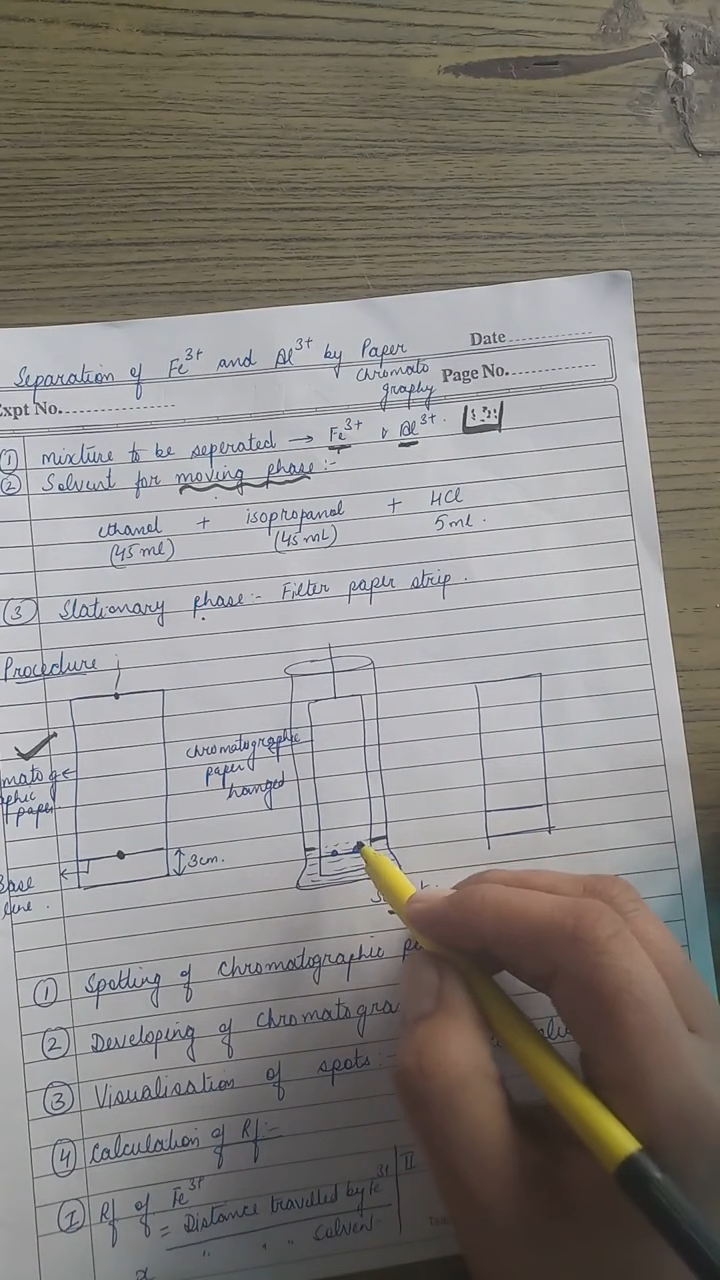 Date
Separation of Fe3+ and Al3+ by Paper
Chromato
graphy
Page No.
Expt No.
① Mixture to be seperated → Fe3+ & Al3+.
② Solvent for moving phase:-
ethanol + isopropanol + HCl
(45 ml) (45 mL) 5 ml.
③ Stationary phase:- Filter paper strip.
Procedure
chromatographic
paper
hanged
matog
phic
paper
3cm.
Base
line.
① Spotting of chromatographic
② Developing of Chromatogra
③ Visualisation of spots:-
④ Calculation of Rf:-
Ⅰ Rf of Fe3+ = Distance travelled by Fe3+ Ⅱ
" " " Solvent